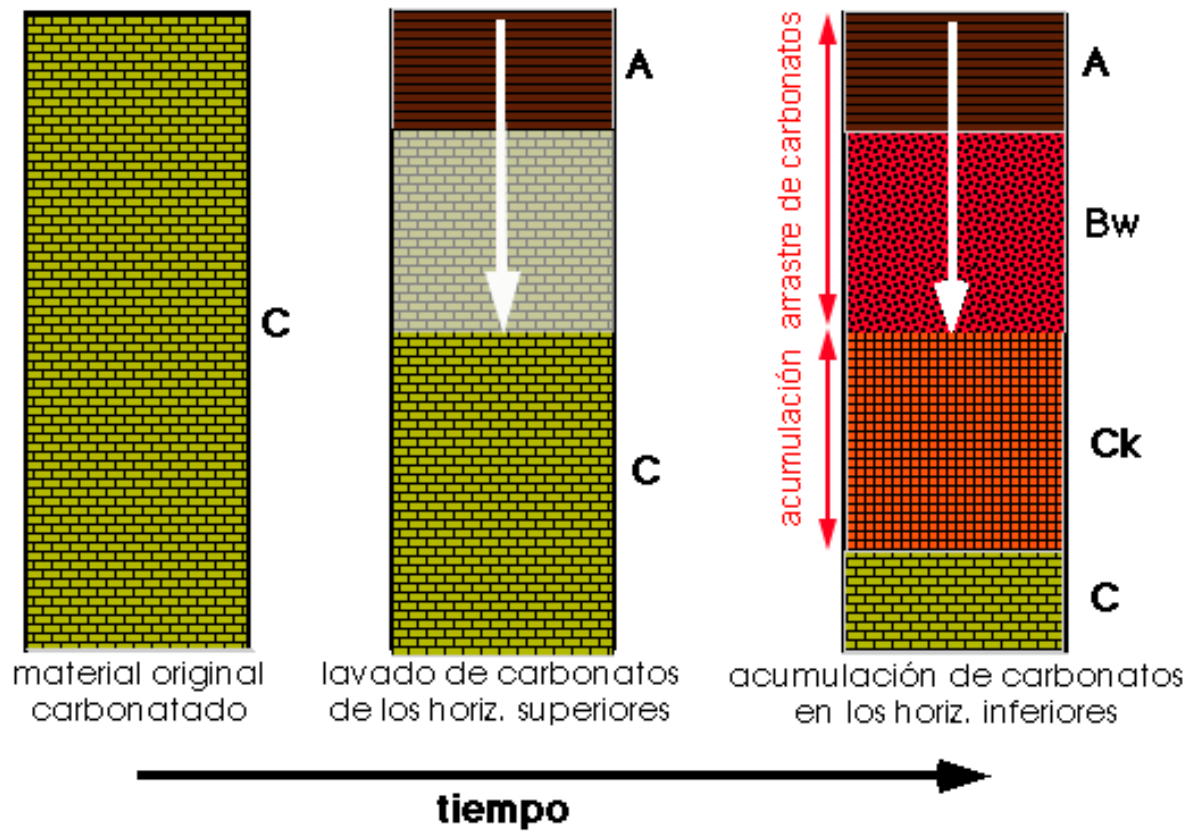 C
material original
carbonatado
A
C
lavado de carbonatos
de los horiz. superiores
arrastre de carbonatos
acumulación
A
Bw
Ck
C
acumulación de carbonatos
en los horiz. inferiores
tiempo